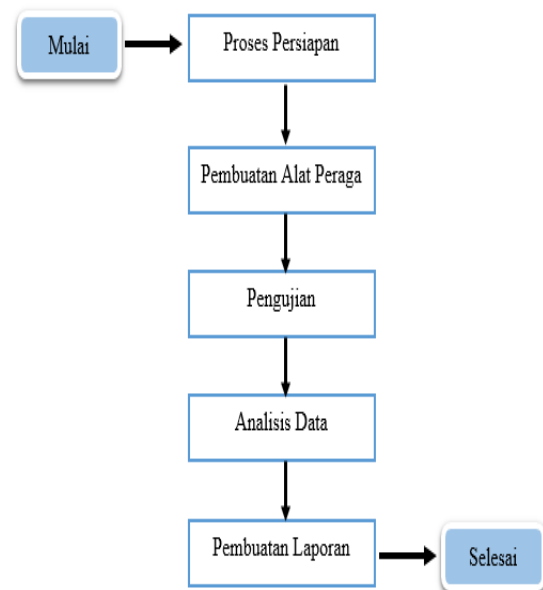 Mulai
Proses Persiapan
Pembuatan Alat Peraga
Pengujian
Analisis Data
Pembuatan Laporan
Selesai